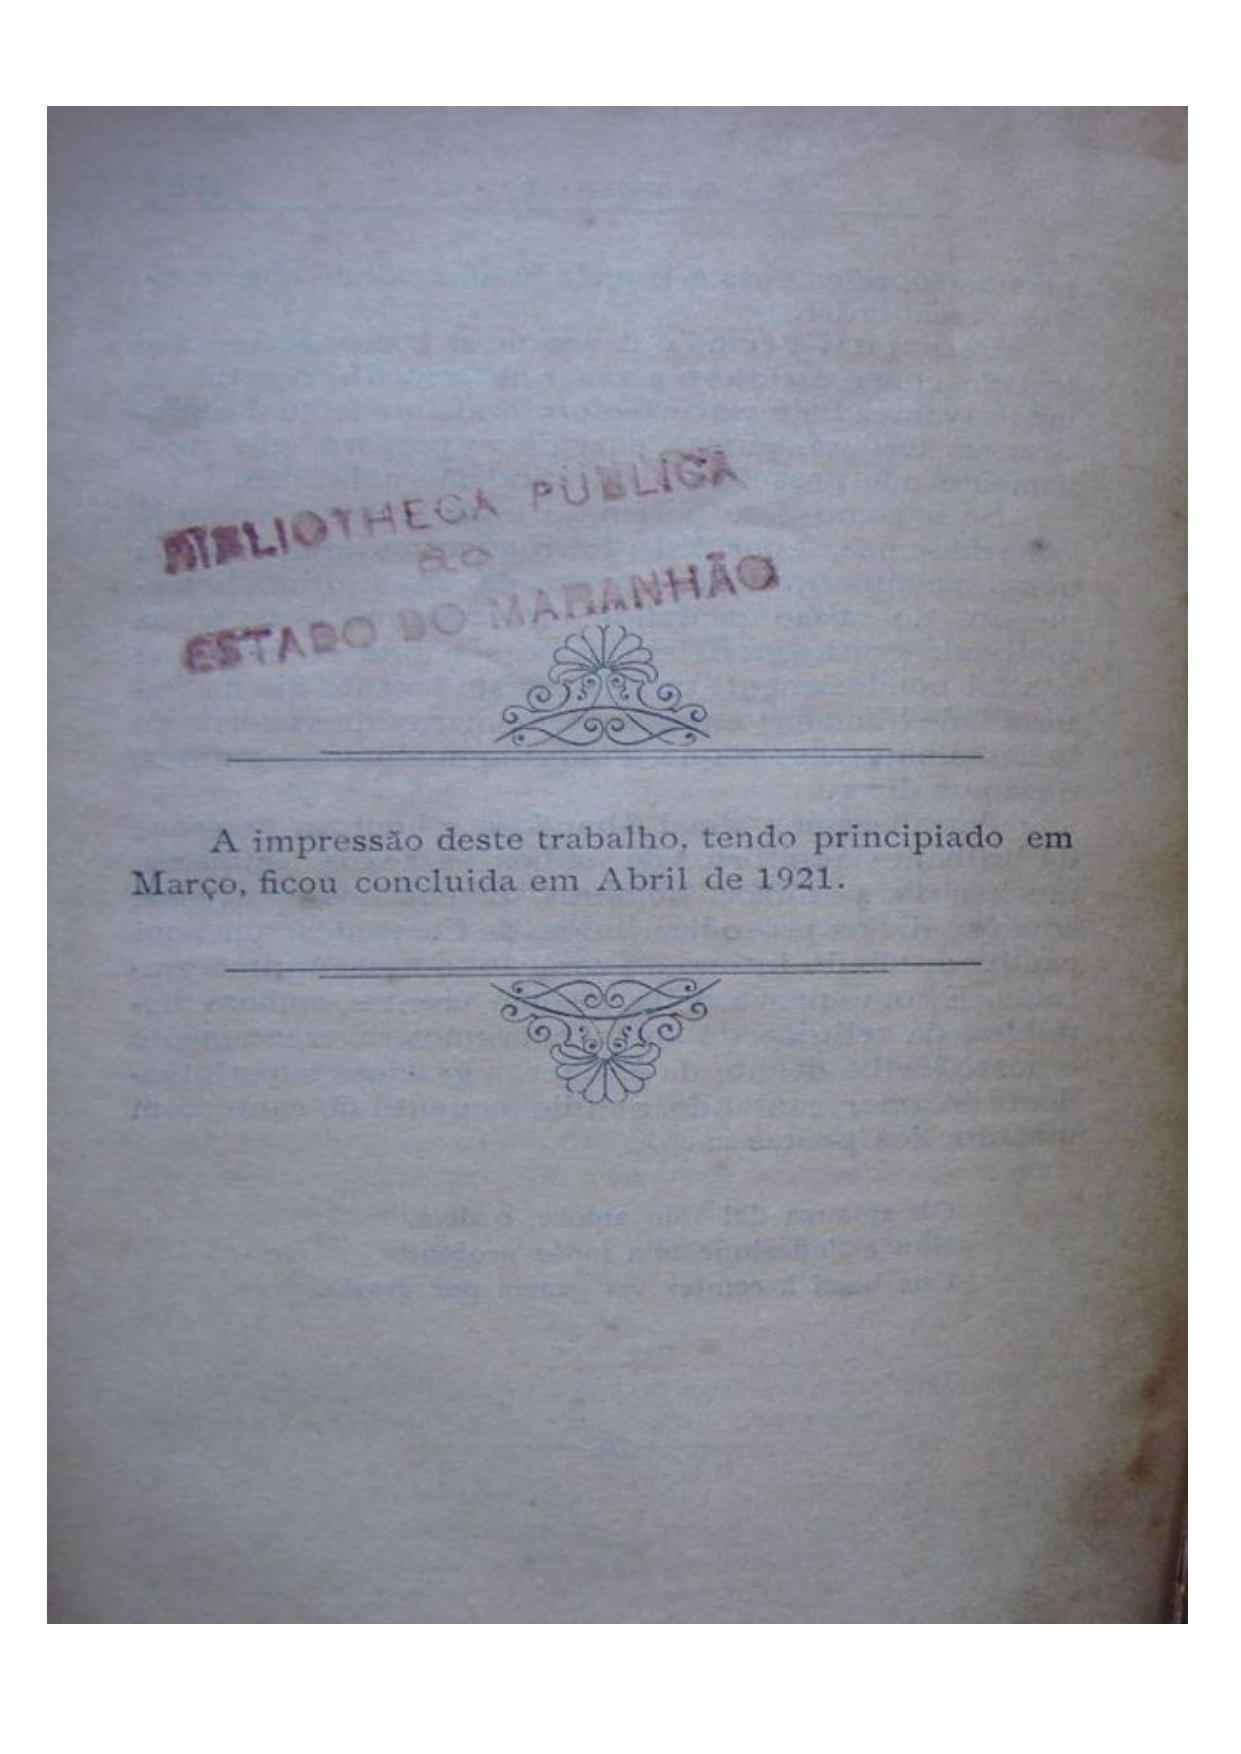 BIBLIOTHECA PUBLICA
do
ESTADO DO MARANHÃO
A impressão deste trabalho, tendo principiado em
Março, ficou concluida em Abril de 1921.